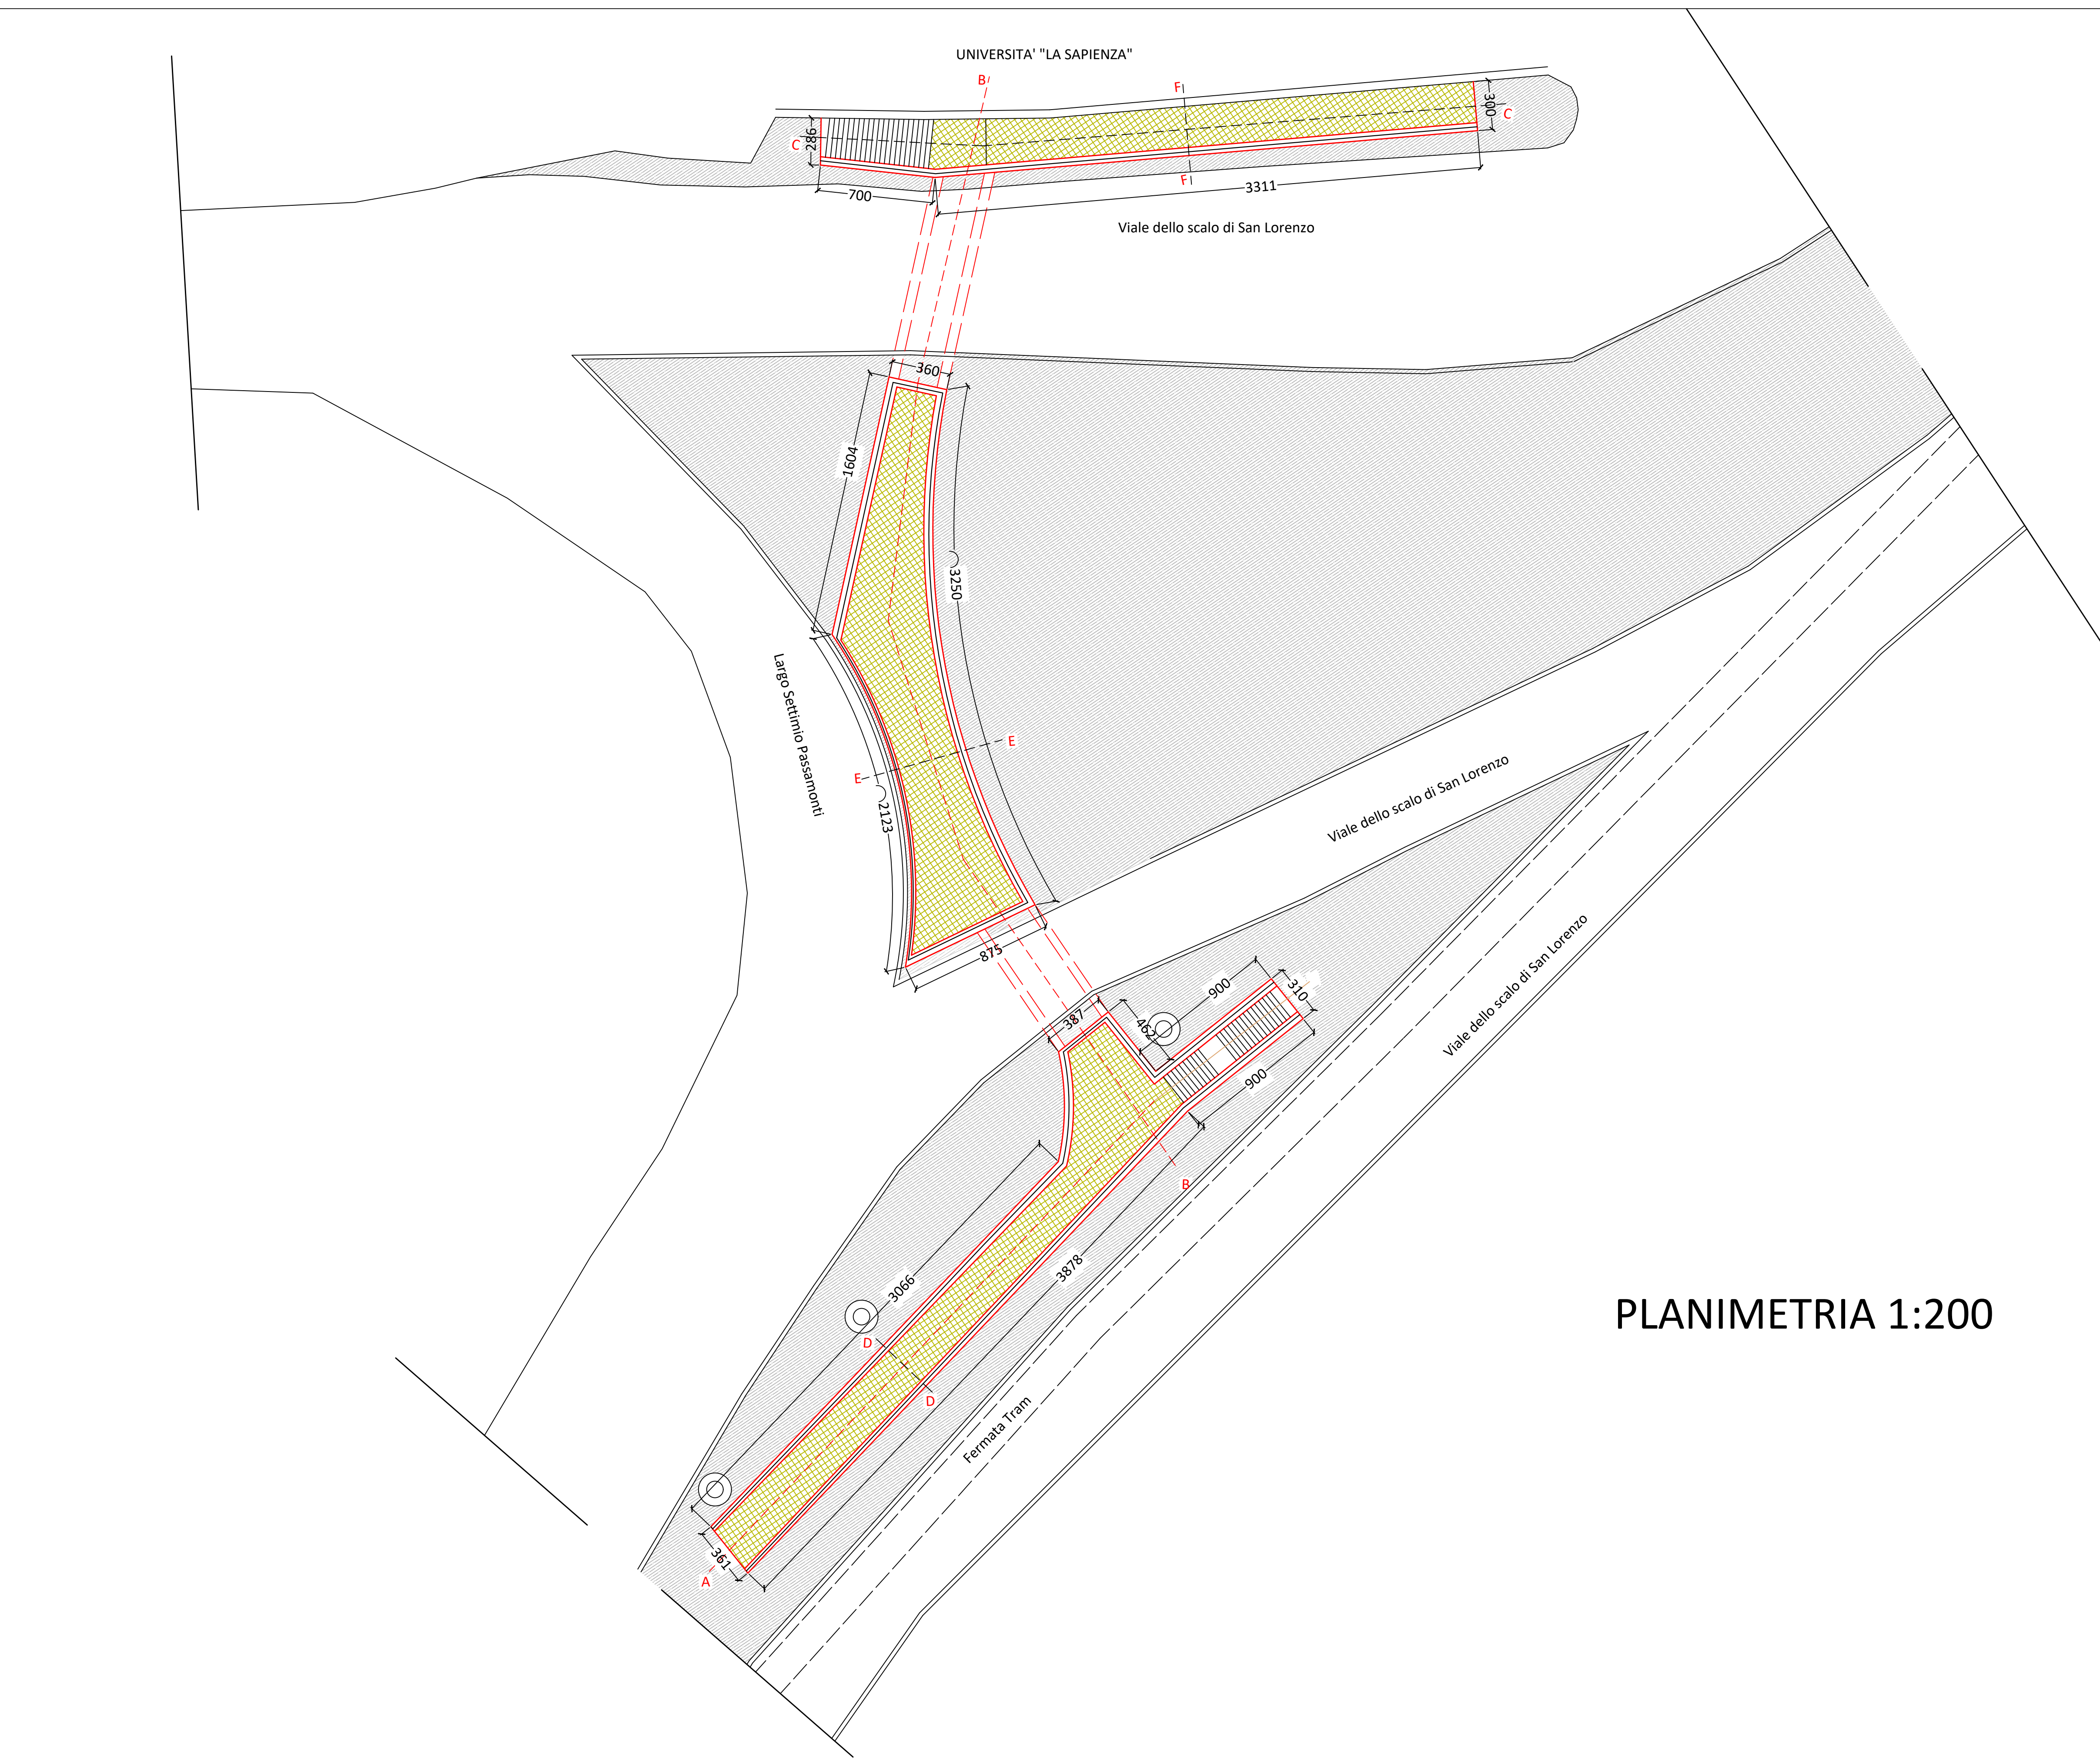 UNIVERSITA' "LA SAPIENZA"
B
F
300
C
C
286
F
700
3311
Viale dello scalo di San Lorenzo
360
1604
3250
Largo Settimio Passamonti
E
E
2123
Viale dello scalo di San Lorenzo
875
900
310
387
462
Viale dello scalo di San Lorenzo
900
B
3878
3066
PLANIMETRIA 1:200
D
D
Fermata Tram
361
A